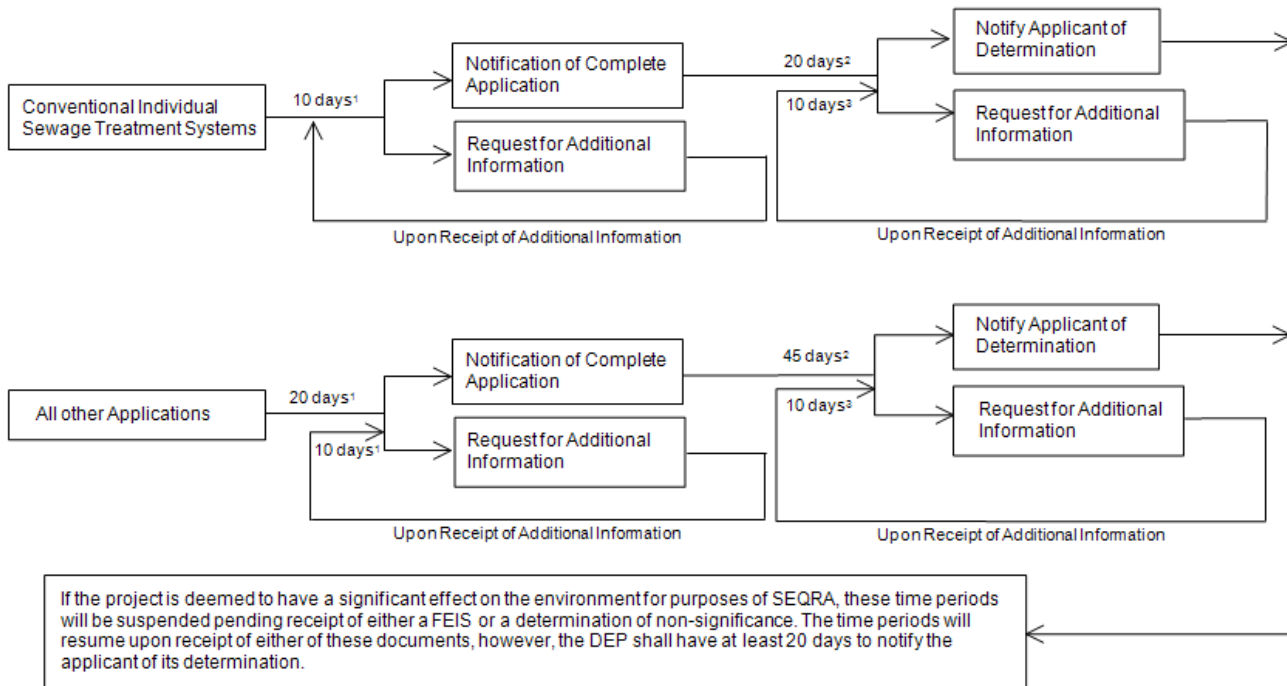 Conventional Individual
Sewage Treatment Systems
10 days¹
Notification of Complete
Application
Request for Additional
Information
Upon Receipt of Additional Information
20 days²
10 days³
Notify Applicant of
Determination
Request for Additional
Information
Upon Receipt of Additional Information
All other Applications
20 days¹
10 days¹
Notification of Complete
Application
Request for Additional
Information
Upon Receipt of Additional Information
45 days²
10 days³
Notify Applicant of
Determination
Request for Additional
Information
Upon Receipt of Additional Information
If the project is deemed to have a significant effect on the environment for purposes of SEQRA, these time periods
will be suspended pending receipt of either a FEIS or a determination of non-significance. The time periods will
resume upon receipt of either of these documents, however, the DEP shall have at least 20 days to notify the
applicant of its determination.